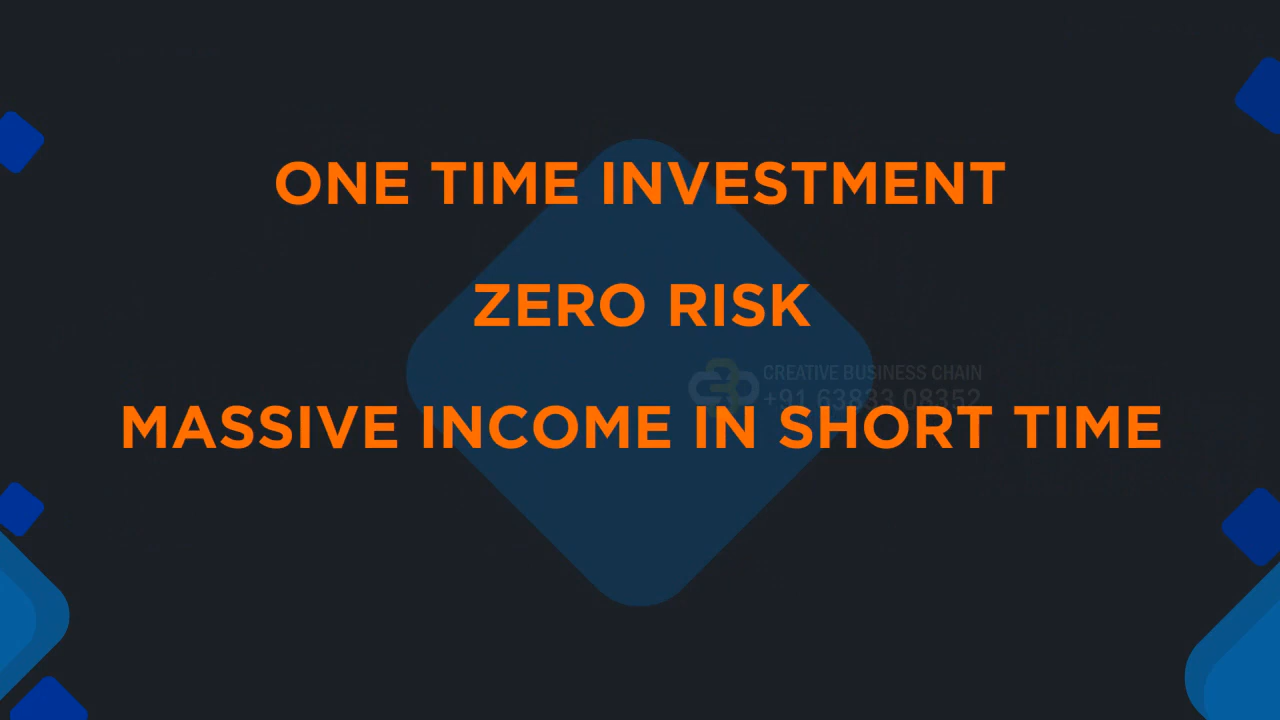 ONE TIME INVESTMENT
ZERO RISK
CREATIVE BUSINESS CHAIN
+91 63833 08352
MASSIVE INCOME IN SHORT TIME